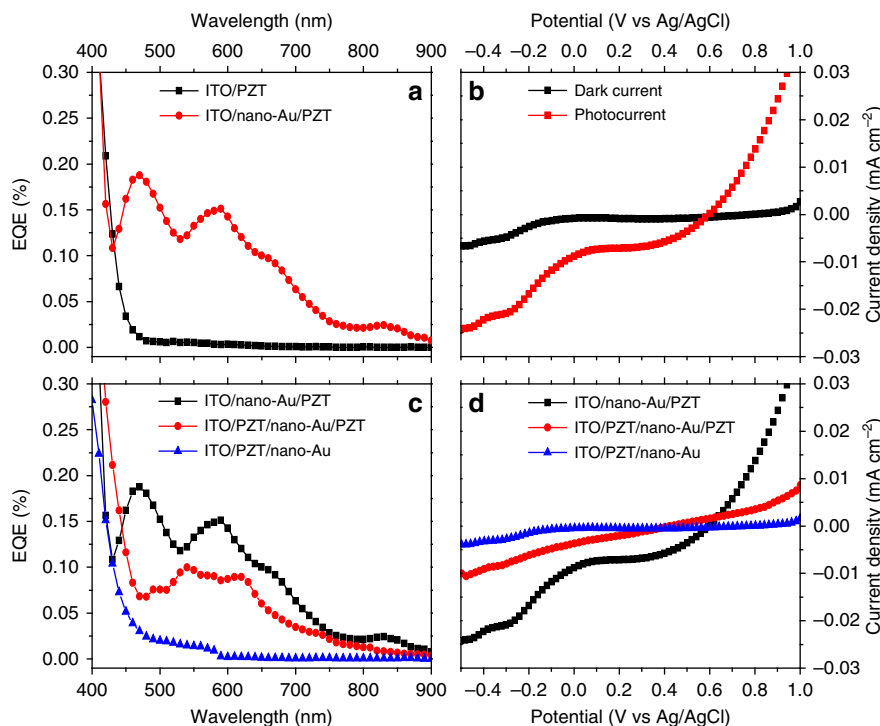 Wavelength (nm)
400 500 600 700 800 900
Potential (V vs Ag/AgCl)
−0.4 −0.2 0.0 0.2 0.4 0.6 0.8 1.0
0.30
0.25
0.20
0.15
0.10
0.05
0.00
EQE (%)
ITO/PZT
ITO/nano-Au/PZT
a
b
Dark current
Photocurrent
0.03
0.02
0.01
0.00
−0.01
−0.02
−0.03
Current density (mA cm−2)
0.30
0.25
0.20
0.15
0.10
0.05
0.00
EQE (%)
c
ITO/nano-Au/PZT
ITO/PZT/nano-Au/PZT
ITO/PZT/nano-Au
d
ITO/nano-Au/PZT
ITO/PZT/nano-Au/PZT
ITO/PZT/nano-Au
0.03
0.02
0.01
0.00
−0.01
−0.02
−0.03
Current density (mA cm−2)
400 500 600 700 800 900
Wavelength (nm)
−0.4 −0.2 0.0 0.2 0.4 0.6 0.8 1.0
Potential (V vs Ag/AgCl)